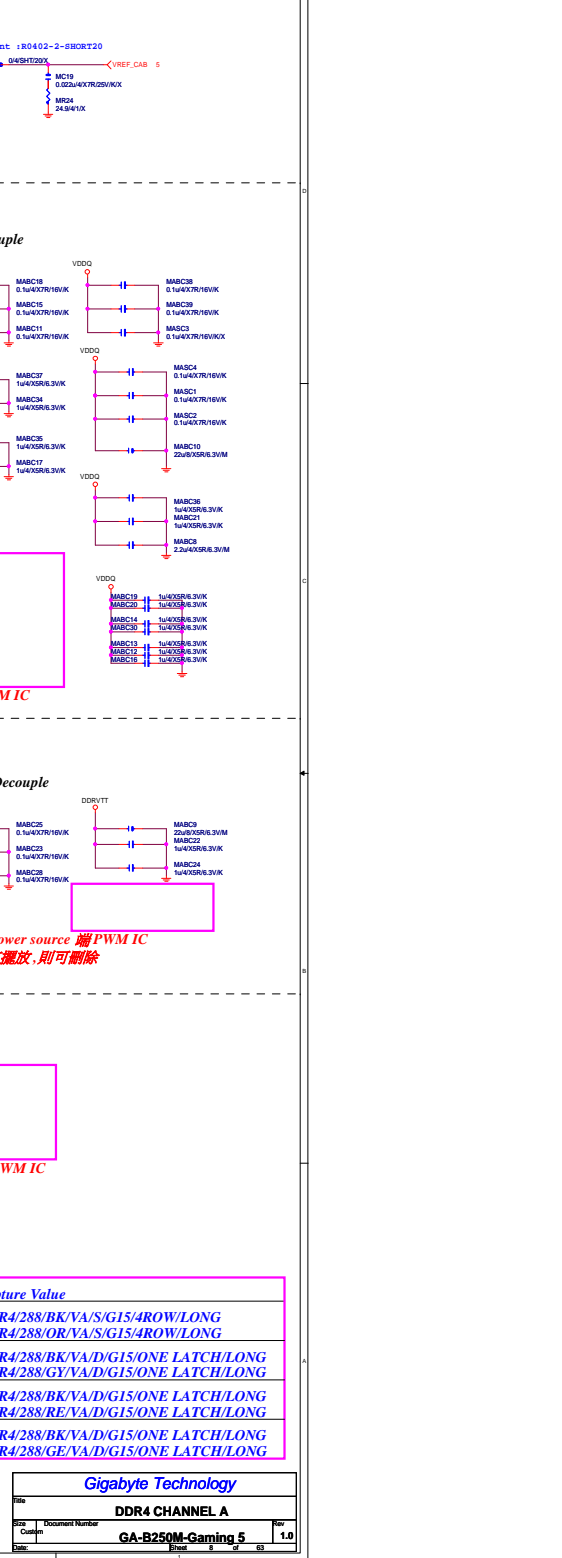 nt :R0402-2-SHORT20
0/4/SHT/20/X
VREF_CAB 5
MC19
0.022u/4/X7R/25V/K/X
MR24
24.9/4/1/X
D
uple
VDDQ
MABC18
0.1u/4/X7R/16V/K
MABC15
0.1u/4/X7R/16V/K
MABC11
0.1u/4/X7R/16V/K
MABC38
0.1u/4/X7R/16V/K
MABC39
0.1u/4/X7R/16V/K
MASC3
0.1u/4/X7R/16V/K/X
VDDQ
MABC37
1u/4/X5R/6.3V/K
MABC34
1u/4/X5R/6.3V/K
MABC35
1u/4/X5R/6.3V/K
MABC17
1u/4/X5R/6.3V/K
MASC4
0.1u/4/X7R/16V/K
MASC1
0.1u/4/X7R/16V/K
MASC2
0.1u/4/X7R/16V/K
MABC10
22u/8/X5R/6.3V/M
VDDQ
MABC36
1u/4/X5R/6.3V/K
MABC21
1u/4/X5R/6.3V/K
MABC8
2.2u/4/X5R/6.3V/M
C
VDDQ
MABC19 1u/4/X5R/6.3V/K
MABC20 1u/4/X5R/6.3V/K
MABC14 1u/4/X5R/6.3V/K
MABC30 1u/4/X5R/6.3V/K
MABC13 1u/4/X5R/6.3V/K
MABC12 1u/4/X5R/6.3V/K
MABC16 1u/4/X5R/6.3V/K
M IC
Decouple
DDRVTT
MABC25
0.1u/4/X7R/16V/K
MABC23
0.1u/4/X7R/16V/K
MABC28
0.1u/4/X7R/16V/K
MABC9
22u/8/X5R/6.3V/M
MABC22
1u/4/X5R/6.3V/K
MABC24
1u/4/X5R/6.3V/K
ower source 端 PWM IC
擺放 ,則可刪除
B
WM IC
pture Value
R4/288/BK/VA/S/G15/4ROW/LONG
R4/288/OR/VA/S/G15/4ROW/LONG
R4/288/BK/VA/D/G15/ONE LATCH/LONG
R4/288/GY/VA/D/G15/ONE LATCH/LONG
R4/288/BK/VA/D/G15/ONE LATCH/LONG
R4/288/RE/VA/D/G15/ONE LATCH/LONG
R4/288/BK/VA/D/G15/ONE LATCH/LONG
R4/288/GE/VA/D/G15/ONE LATCH/LONG
A
Gigabyte Technology
Title
DDR4 CHANNEL A
Size Document Number Rev
Custom GA-B250M-Gaming 5 1.0
Date: Sheet 8 of 63
1